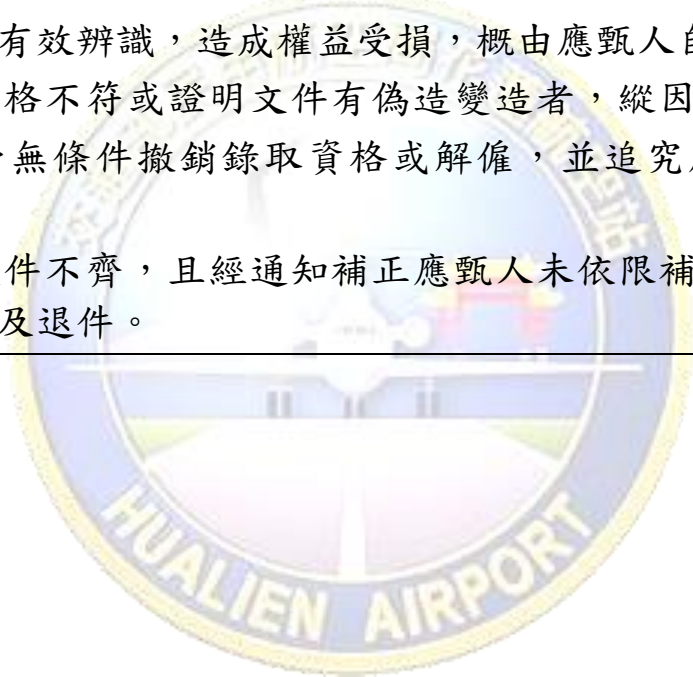 有效辨識，造成權益受損，概由應甄人
格不符或證明文件有偽造變造者，縱因
無條件撤銷錄取資格或解僱，並追究
件不齊，且經通知補正應甄人未依限補
及退件。
HUALIEN AIRPORT